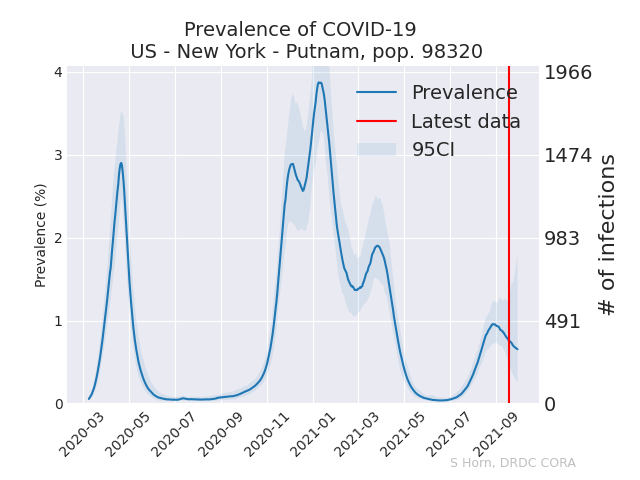 Prevalence of COVID-19
US - New York - Putnam, pop. 98320
Prevalence
Latest data
95CI
Prevalence (%)
4
3
2
1
0
1966
1474
983
491
0
# of infections
2020-03
2020-05
2020-07
2020-09
2020-11
2021-01
2021-03
2021-05
2021-07
2021-09
S Horn, DRDC CORA